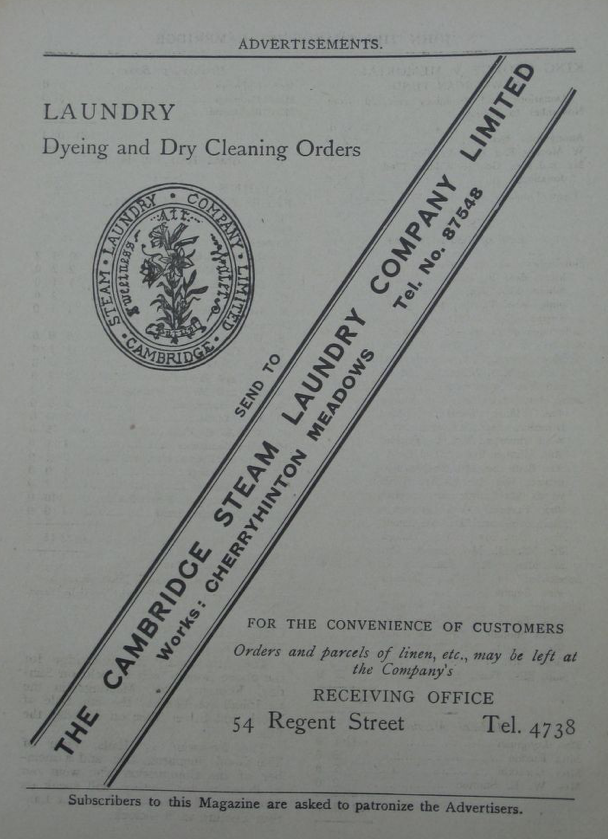 ADVERTISEMENTS.
LAUNDRY
Dyeing and Dry Cleaning Orders
STEAM • LAUNDRY • COMPANY • LIMITED
• CAMBRIDGE •
Air
Sweetness
Water
SEND TO
THE CAMBRIDGE STEAM LAUNDRY COMPANY LIMITED
Works: CHERRYHINTON MEADOWS Tel. No. 87548
FOR THE CONVENIENCE OF CUSTOMERS
Orders and parcels of linen, etc., may be left at
the Company's
RECEIVING OFFICE
54 Regent Street Tel. 4738
Subscribers to this Magazine are asked to patronize the Advertisers.